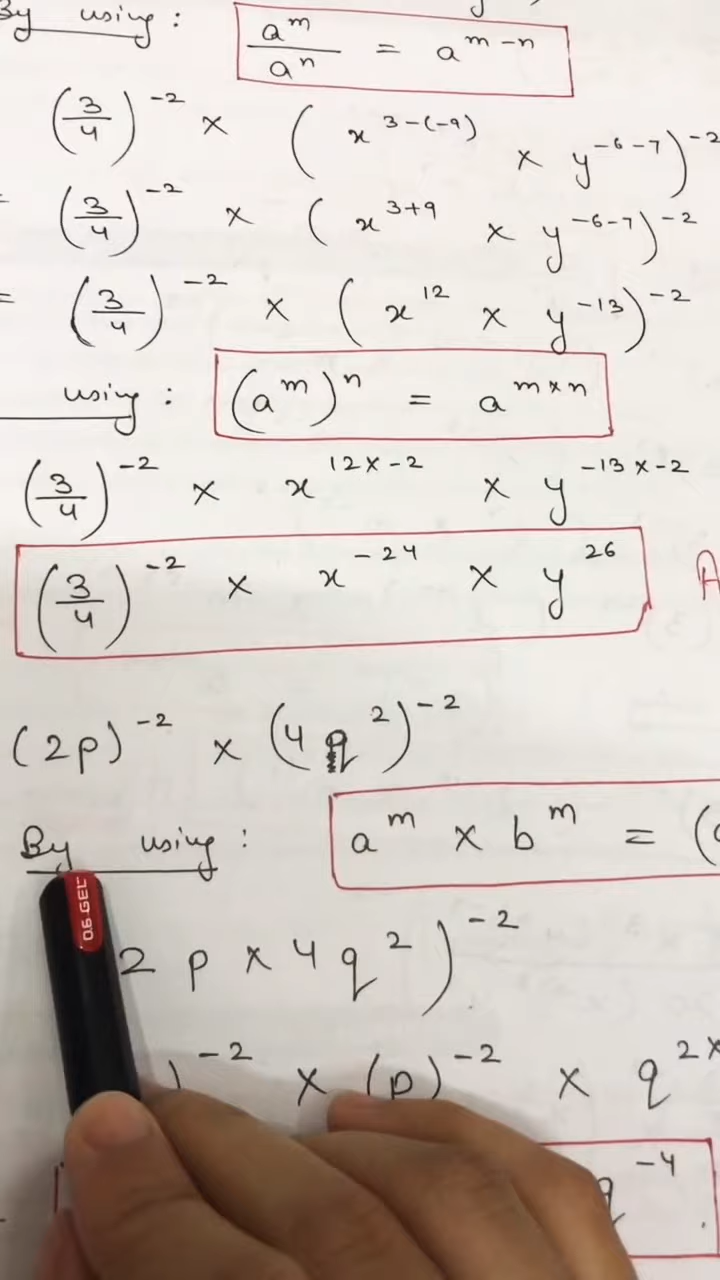 By using : a^m / a^n = a^(m-n)
(3/4)^-2 × ( x^(3-(-9)) × y^(-6-7) )^-2
(3/4)^-2 × ( x^(3+9) × y^(-6-7) )^-2
= (3/4)^-2 × ( x^12 × y^-13 )^-2
using : (a^m)^n = a^(m×n)
(3/4)^-2 × x^(12×-2) × y^(-13×-2)
(3/4)^-2 × x^-24 × y^26
(2p)^-2 × (4q^2)^-2
By using : a^m × b^m = (
0.6 GEL
2p × 4q^2 )^-2
)^-2 × (p)^-2 × q^(2×
q^-4